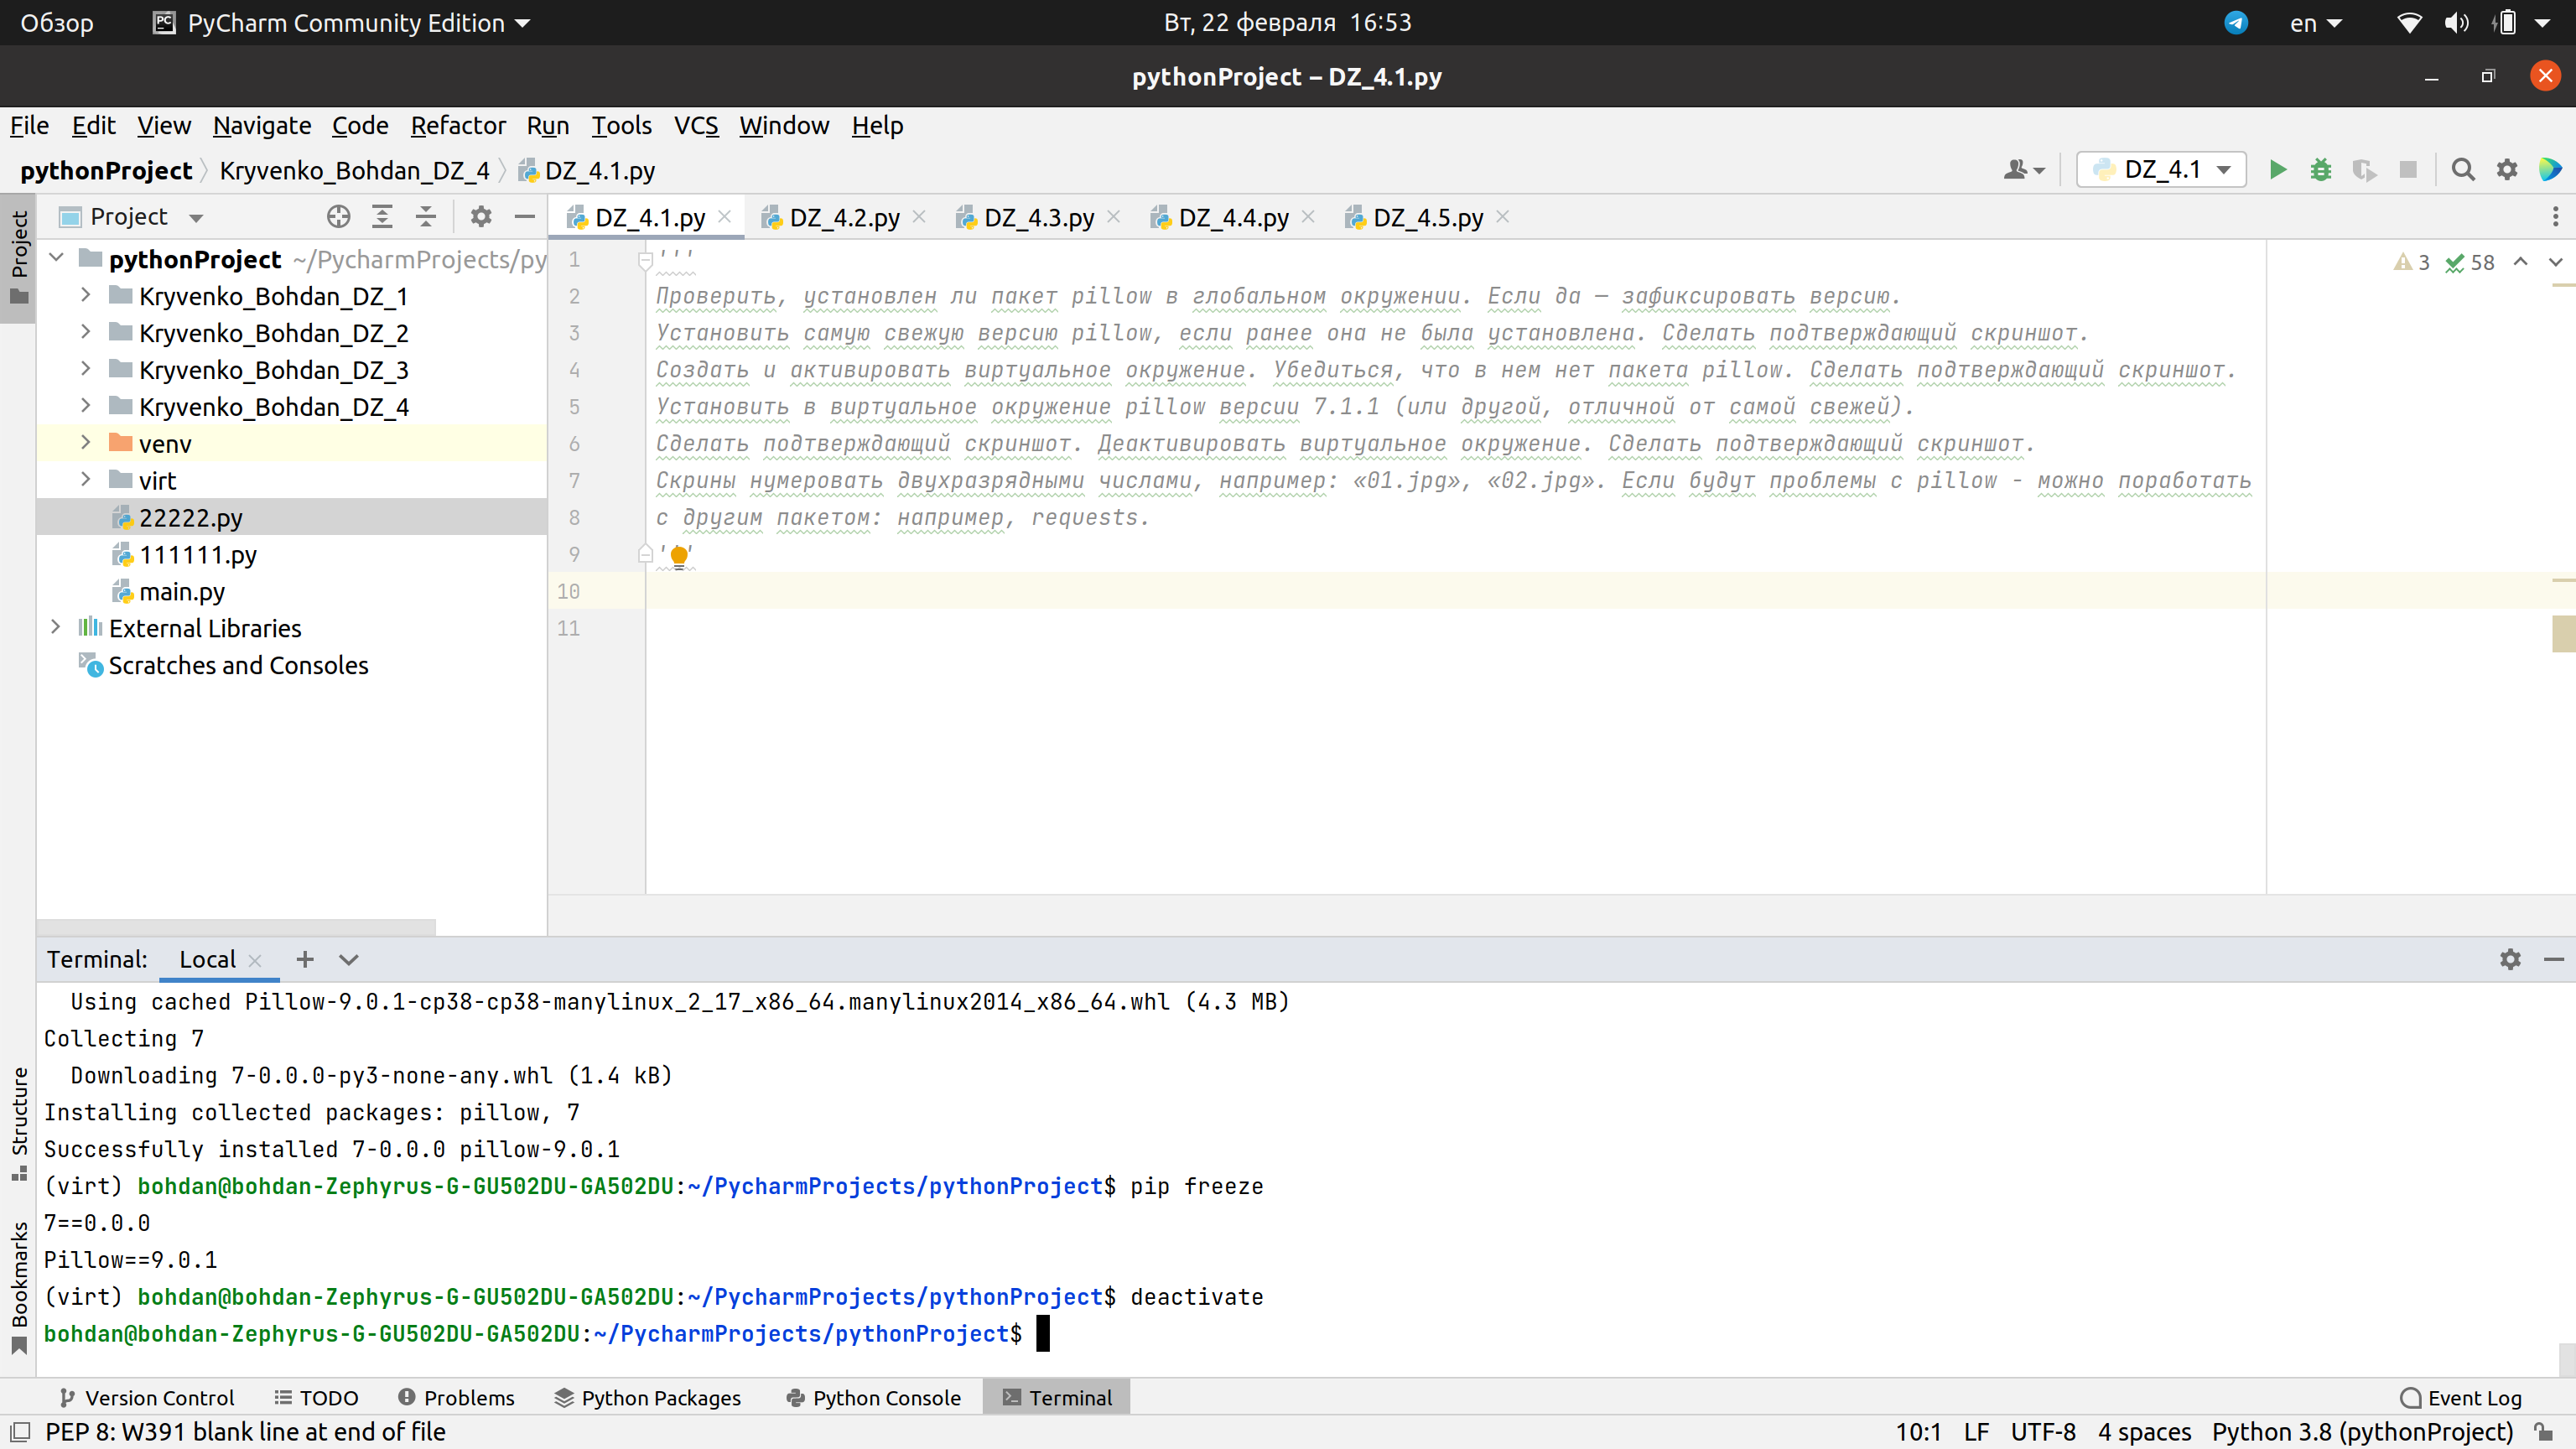 Обзор PyCharm Community Edition Вт, 22 февраля 16:53 en
pythonProject – DZ_4.1.py
File Edit View Navigate Code Refactor Run Tools VCS Window Help
pythonProject Kryvenko_Bohdan_DZ_4 DZ_4.1.py DZ_4.1
Project
Project
DZ_4.1.py DZ_4.2.py DZ_4.3.py DZ_4.4.py DZ_4.5.py
pythonProject ~/PycharmProjects/py
Kryvenko_Bohdan_DZ_1
Kryvenko_Bohdan_DZ_2
Kryvenko_Bohdan_DZ_3
Kryvenko_Bohdan_DZ_4
venv
virt
22222.py
111111.py
main.py
External Libraries
Scratches and Consoles
3 58
1 '''
2 Проверить, установлен ли пакет pillow в глобальном окружении. Если да – зафиксировать версию.
3 Установить самую свежую версию pillow, если ранее она не была установлена. Сделать подтверждающий скриншот.
4 Создать и активировать виртуальное окружение. Убедиться, что в нем нет пакета pillow. Сделать подтверждающий скриншот.
5 Установить в виртуальное окружение pillow версии 7.1.1 (или другой, отличной от самой свежей).
6 Сделать подтверждающий скриншот. Деактивировать виртуальное окружение. Сделать подтверждающий скриншот.
7 Скрины нумеровать двухразрядными числами, например: «01.jpg», «02.jpg». Если будут проблемы с pillow - можно поработать
8 с другим пакетом: например, requests.
9 '''
10
11
Terminal: Local
Using cached Pillow-9.0.1-cp38-cp38-manylinux_2_17_x86_64.manylinux2014_x86_64.whl (4.3 MB)
Collecting 7
Downloading 7-0.0.0-py3-none-any.whl (1.4 kB)
Installing collected packages: pillow, 7
Successfully installed 7-0.0.0 pillow-9.0.1
(virt) bohdan@bohdan-Zephyrus-G-GU502DU-GA502DU:~/PycharmProjects/pythonProject$ pip freeze
7==0.0.0
Pillow==9.0.1
(virt) bohdan@bohdan-Zephyrus-G-GU502DU-GA502DU:~/PycharmProjects/pythonProject$ deactivate
bohdan@bohdan-Zephyrus-G-GU502DU-GA502DU:~/PycharmProjects/pythonProject$
Structure
Bookmarks
Version Control TODO Problems Python Packages Python Console Terminal Event Log
PEP 8: W391 blank line at end of file 10:1 LF UTF-8 4 spaces Python 3.8 (pythonProject)